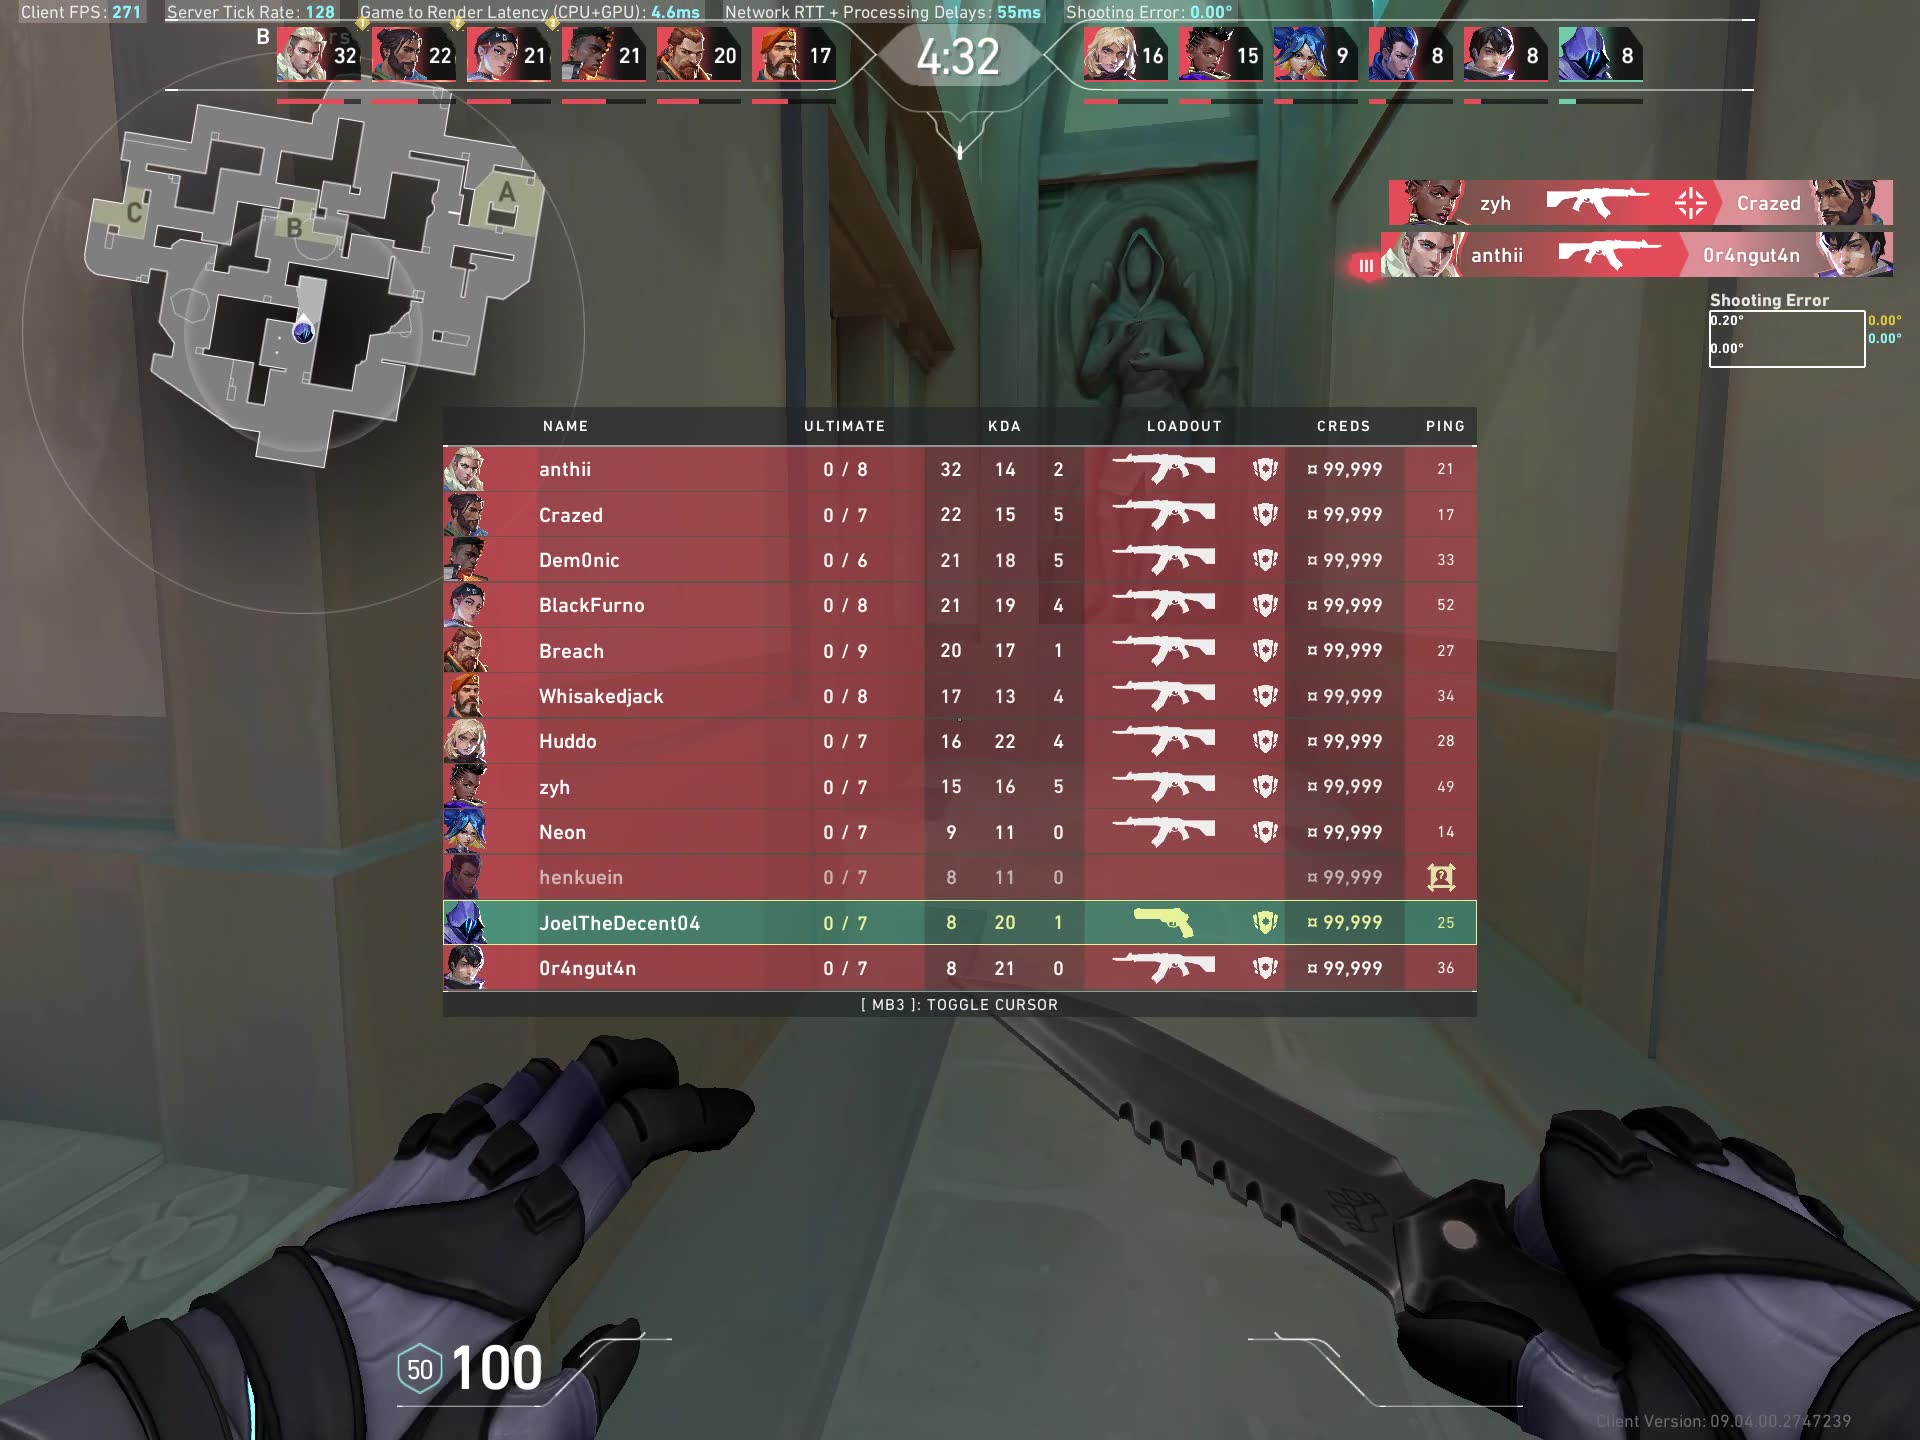 Client FPS: 271 Server Tick Rate: 128 Game to Render Latency (CPU+GPU): 4.6ms Network RTT + Processing Delays: 55ms Shooting Error: 0.00°
B
32 22 21 21 20 17 4:32 16 15 9 8 8 8
A
C
B
zyh Crazed
anthii 0r4ngut4n
Shooting Error
0.20° 0.00°
0.00°
0.00°
NAME ULTIMATE KDA LOADOUT CREDS PING
anthii 0 / 8 32 14 2 ¤ 99,999 21
Crazed 0 / 7 22 15 5 ¤ 99,999 17
Dem0nic 0 / 6 21 18 5 ¤ 99,999 33
BlackFurno 0 / 8 21 19 4 ¤ 99,999 52
Breach 0 / 9 20 17 1 ¤ 99,999 27
Whisakedjack 0 / 8 17 13 4 ¤ 99,999 34
Huddo 0 / 7 16 22 4 ¤ 99,999 28
zyh 0 / 7 15 16 5 ¤ 99,999 49
Neon 0 / 7 9 11 0 ¤ 99,999 14
henkuein 0 / 7 8 11 0 ¤ 99,999
JoelTheDecent04 0 / 7 8 20 1 ¤ 99,999 25
0r4ngut4n 0 / 7 8 21 0 ¤ 99,999 36
[ MB3 ]: TOGGLE CURSOR
50 100
Client Version: 09.04.00.2747239